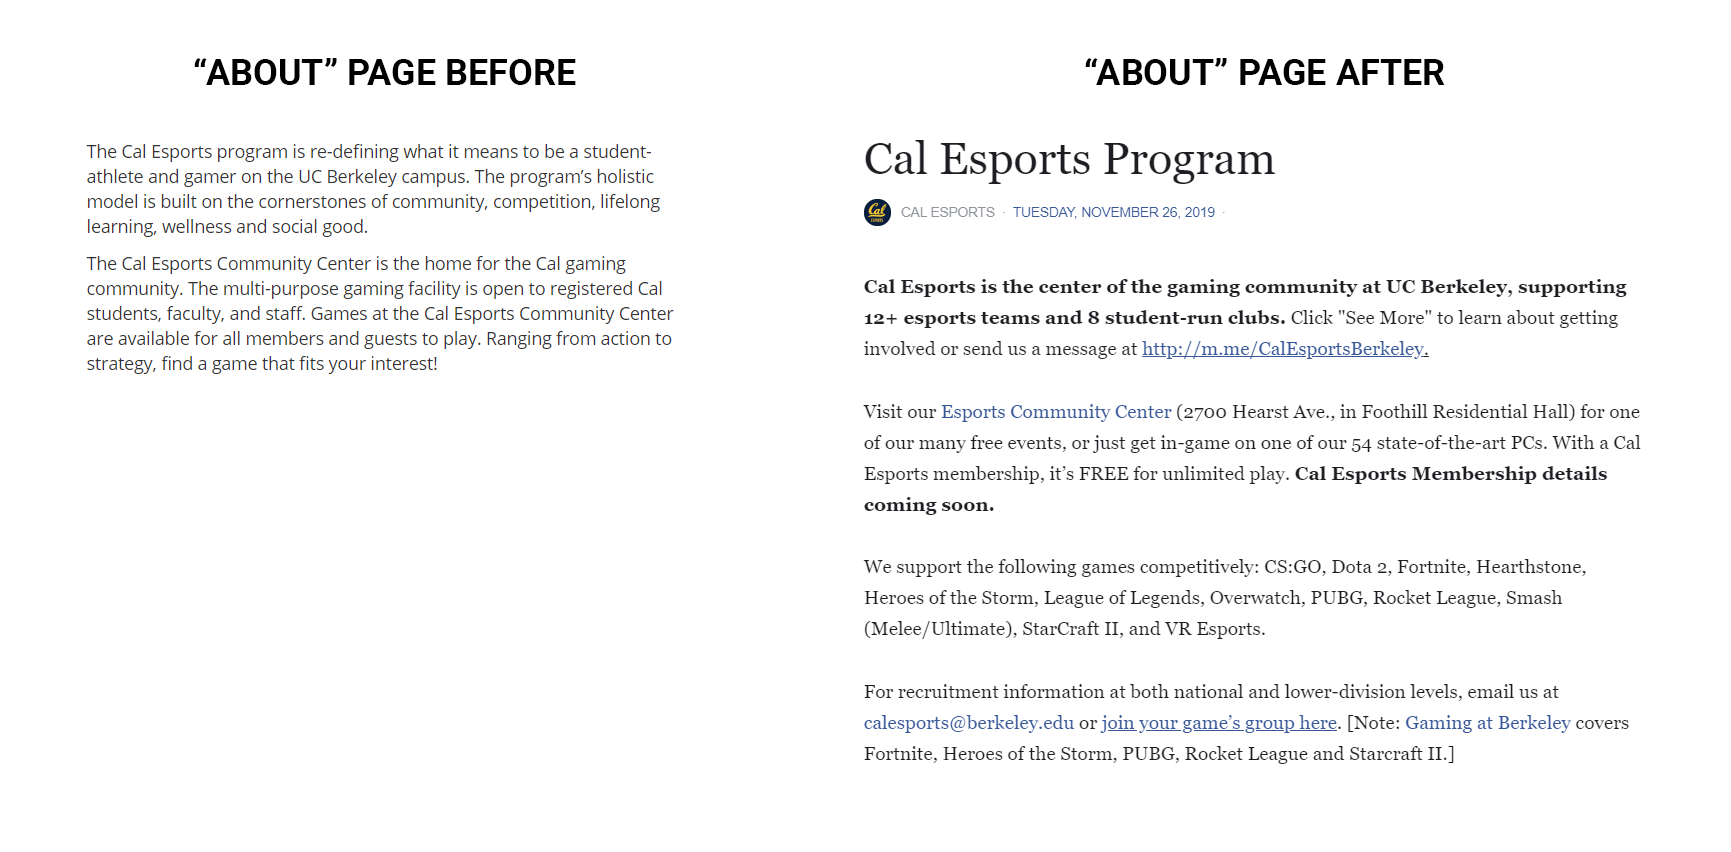 “ABOUT” PAGE BEFORE
The Cal Esports program is re-defining what it means to be a student-
athlete and gamer on the UC Berkeley campus. The program’s holistic
model is built on the cornerstones of community, competition, lifelong
learning, wellness and social good.
The Cal Esports Community Center is the home for the Cal gaming
community. The multi-purpose gaming facility is open to registered Cal
students, faculty, and staff. Games at the Cal Esports Community Center
are available for all members and guests to play. Ranging from action to
strategy, find a game that fits your interest!
“ABOUT” PAGE AFTER
Cal Esports Program
Cal
ESPORTS
CAL ESPORTS · TUESDAY, NOVEMBER 26, 2019 ·
Cal Esports is the center of the gaming community at UC Berkeley, supporting
12+ esports teams and 8 student-run clubs. Click "See More" to learn about getting
involved or send us a message at http://m.me/CalEsportsBerkeley.
Visit our Esports Community Center (2700 Hearst Ave., in Foothill Residential Hall) for one
of our many free events, or just get in-game on one of our 54 state-of-the-art PCs. With a Cal
Esports membership, it’s FREE for unlimited play. Cal Esports Membership details
coming soon.
We support the following games competitively: CS:GO, Dota 2, Fortnite, Hearthstone,
Heroes of the Storm, League of Legends, Overwatch, PUBG, Rocket League, Smash
(Melee/Ultimate), StarCraft II, and VR Esports.
For recruitment information at both national and lower-division levels, email us at
calesports@berkeley.edu or join your game’s group here. [Note: Gaming at Berkeley covers
Fortnite, Heroes of the Storm, PUBG, Rocket League and Starcraft II.]